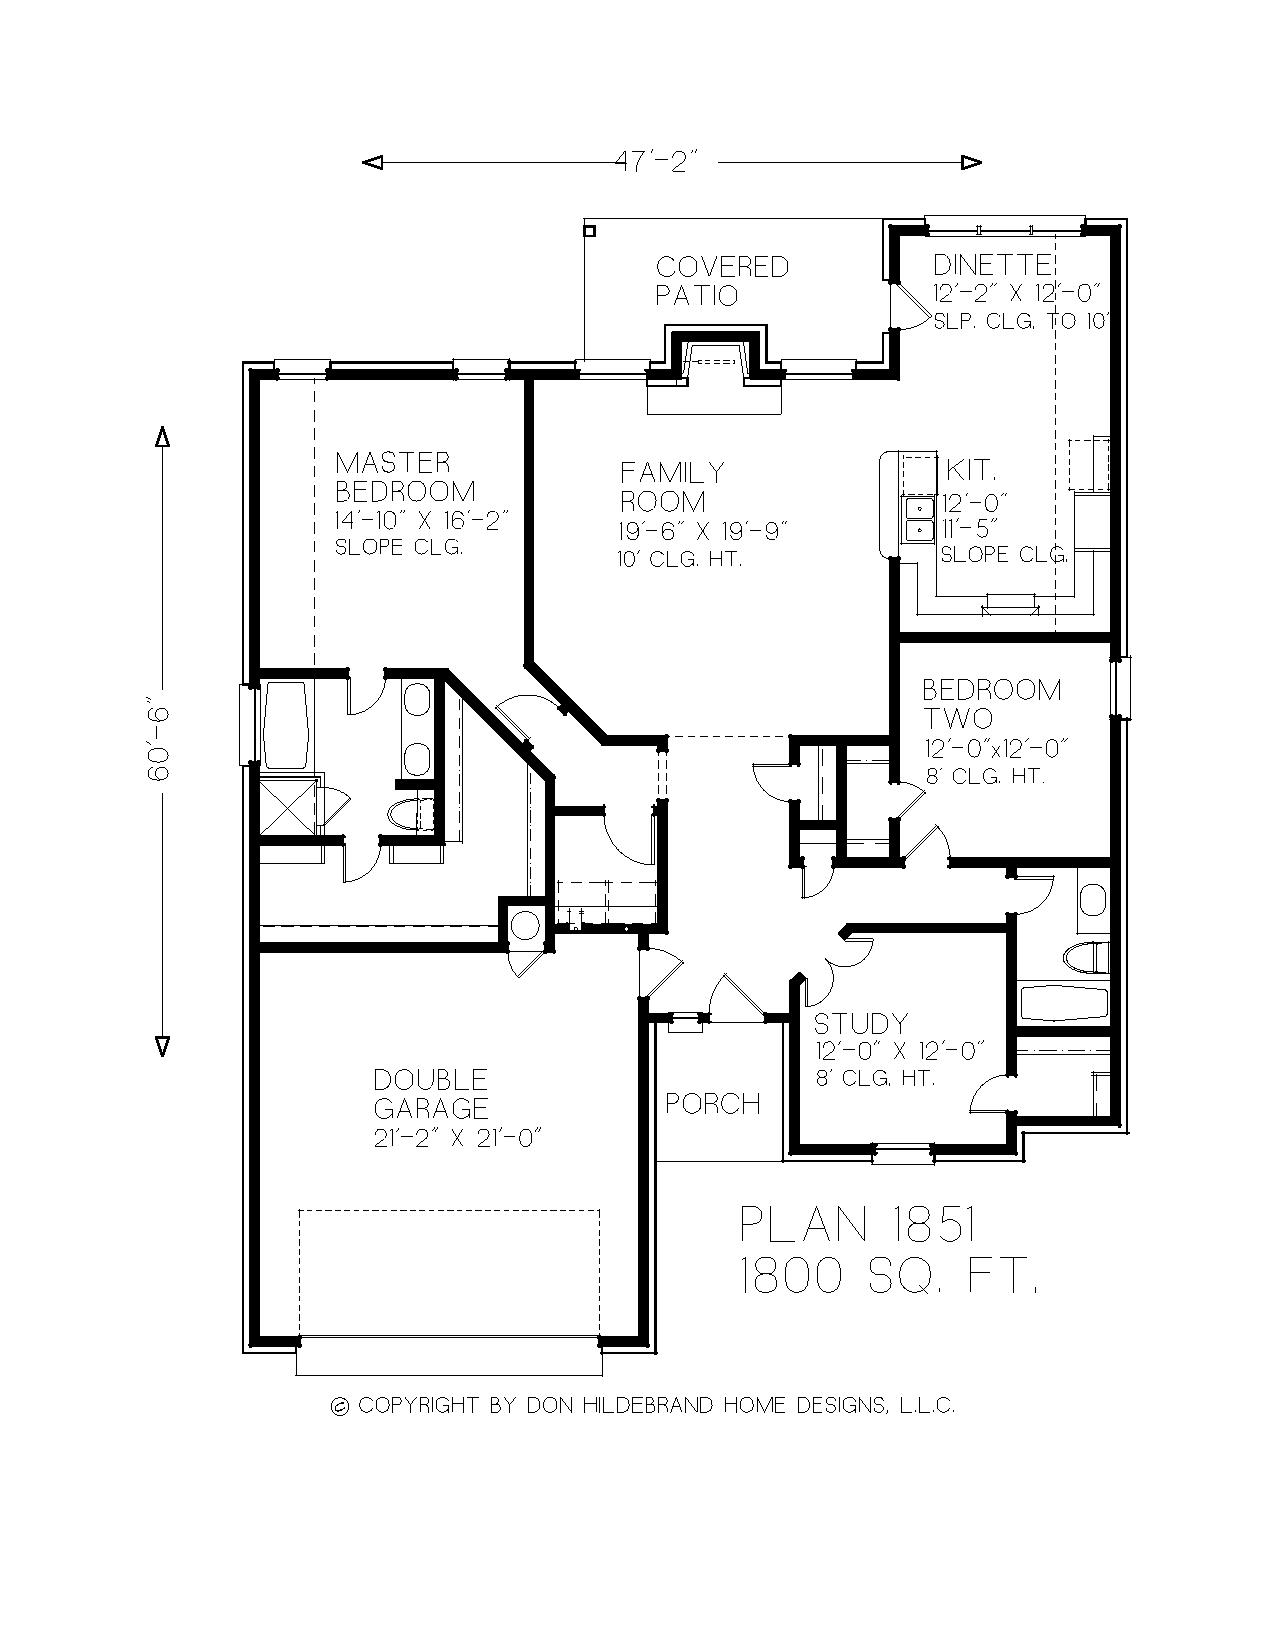 47'-2"
COVERED
PATIO
DINETTE
12'-2" X 12'-0"
SLP. CLG. TO 10'
MASTER
BEDROOM
14'-10" X 16'-2"
SLOPE CLG.
FAMILY
ROOM
19'-6" X 19'-9"
10' CLG. HT.
KIT.
12'-0"
11'-5"
SLOPE CLG.
60'-6"
BEDROOM
TWO
12'-0"x12'-0"
8' CLG. HT.
STUDY
12'-0" X 12'-0"
8' CLG. HT.
DOUBLE
GARAGE
21'-2" X 21'-0"
PORCH
PLAN 1851
1800 SQ. FT.
© COPYRIGHT BY DON HILDEBRAND HOME DESIGNS, L.L.C.